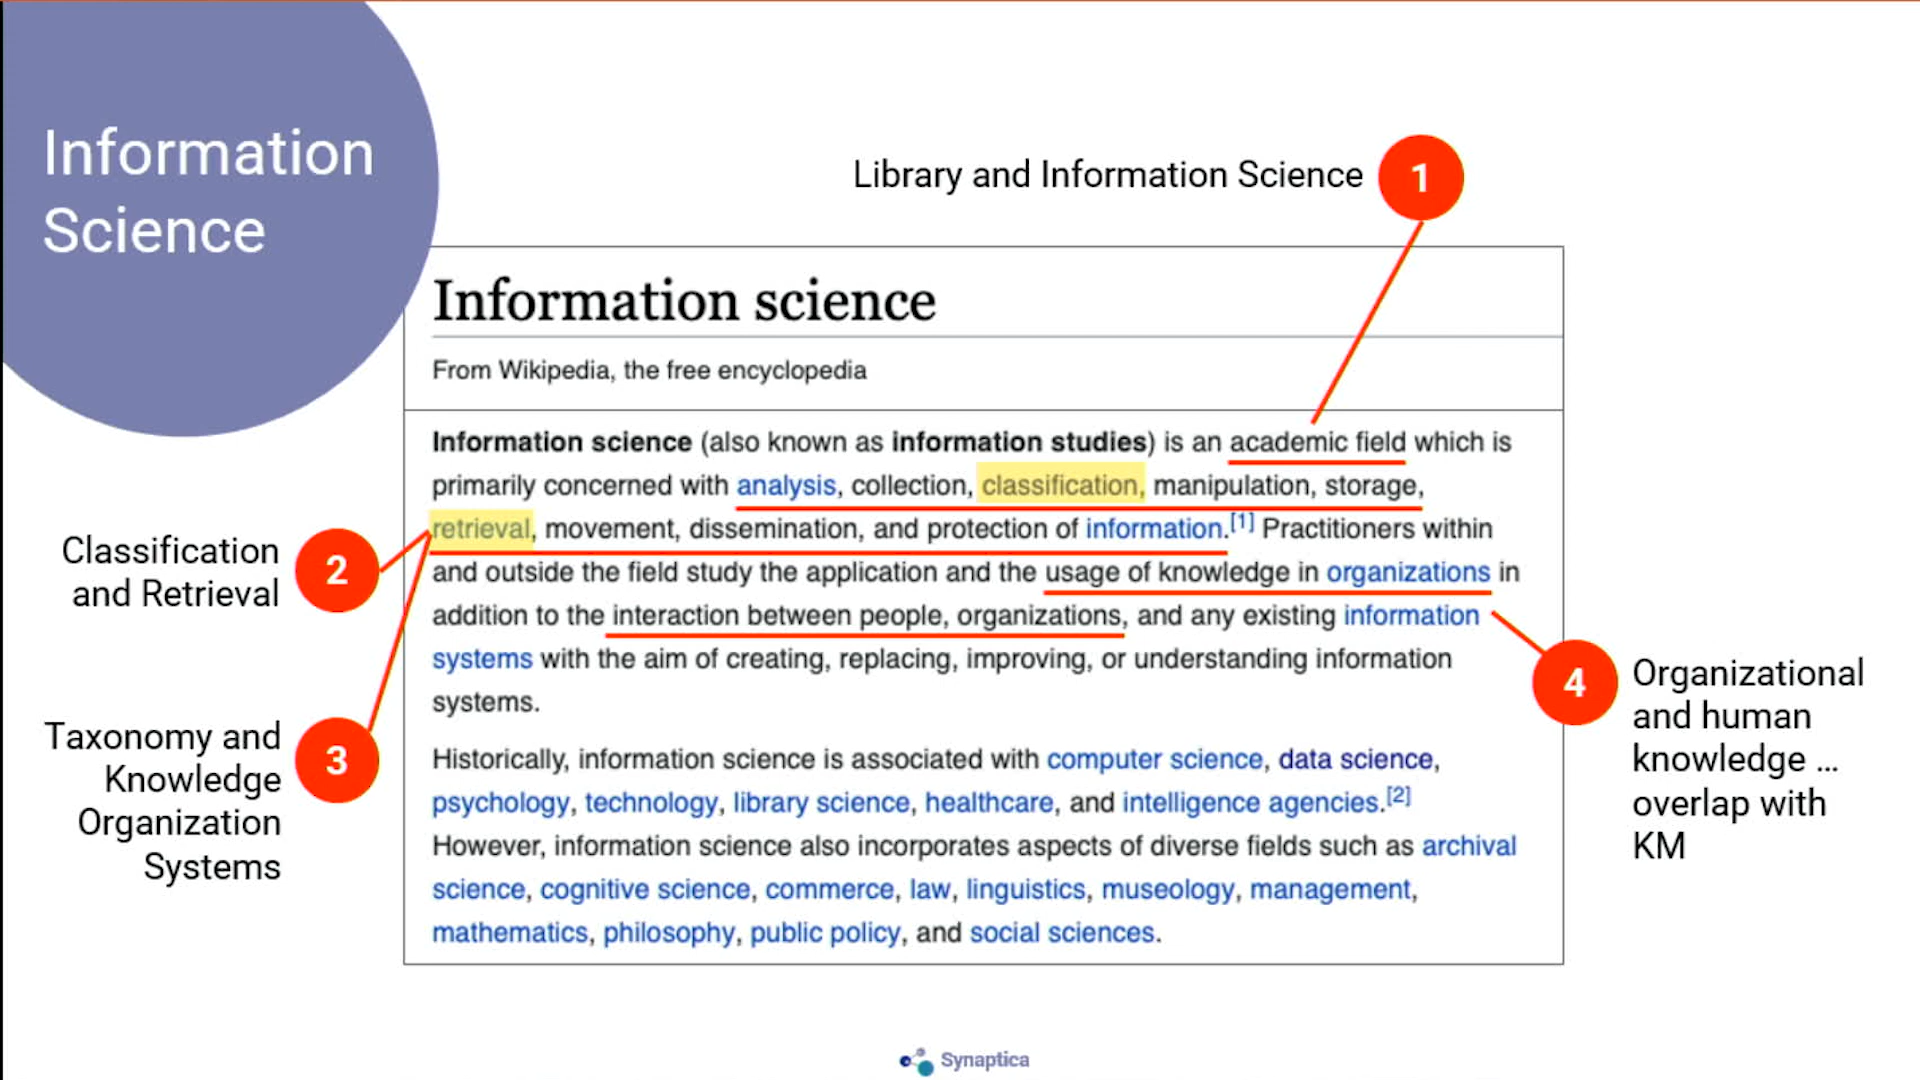 Information
Science
Library and Information Science
1
Information science
From Wikipedia, the free encyclopedia
Information science (also known as information studies) is an academic field which is
primarily concerned with analysis, collection, classification, manipulation, storage,
retrieval, movement, dissemination, and protection of information.[1] Practitioners within
and outside the field study the application and the usage of knowledge in organizations in
addition to the interaction between people, organizations, and any existing information
systems with the aim of creating, replacing, improving, or understanding information
systems.
Historically, information science is associated with computer science, data science,
psychology, technology, library science, healthcare, and intelligence agencies.[2]
However, information science also incorporates aspects of diverse fields such as archival
science, cognitive science, commerce, law, linguistics, museology, management,
mathematics, philosophy, public policy, and social sciences.
Classification
and Retrieval
2
Taxonomy and
Knowledge
Organization
Systems
3
4
Organizational
and human
knowledge ...
overlap with
KM
Synaptica